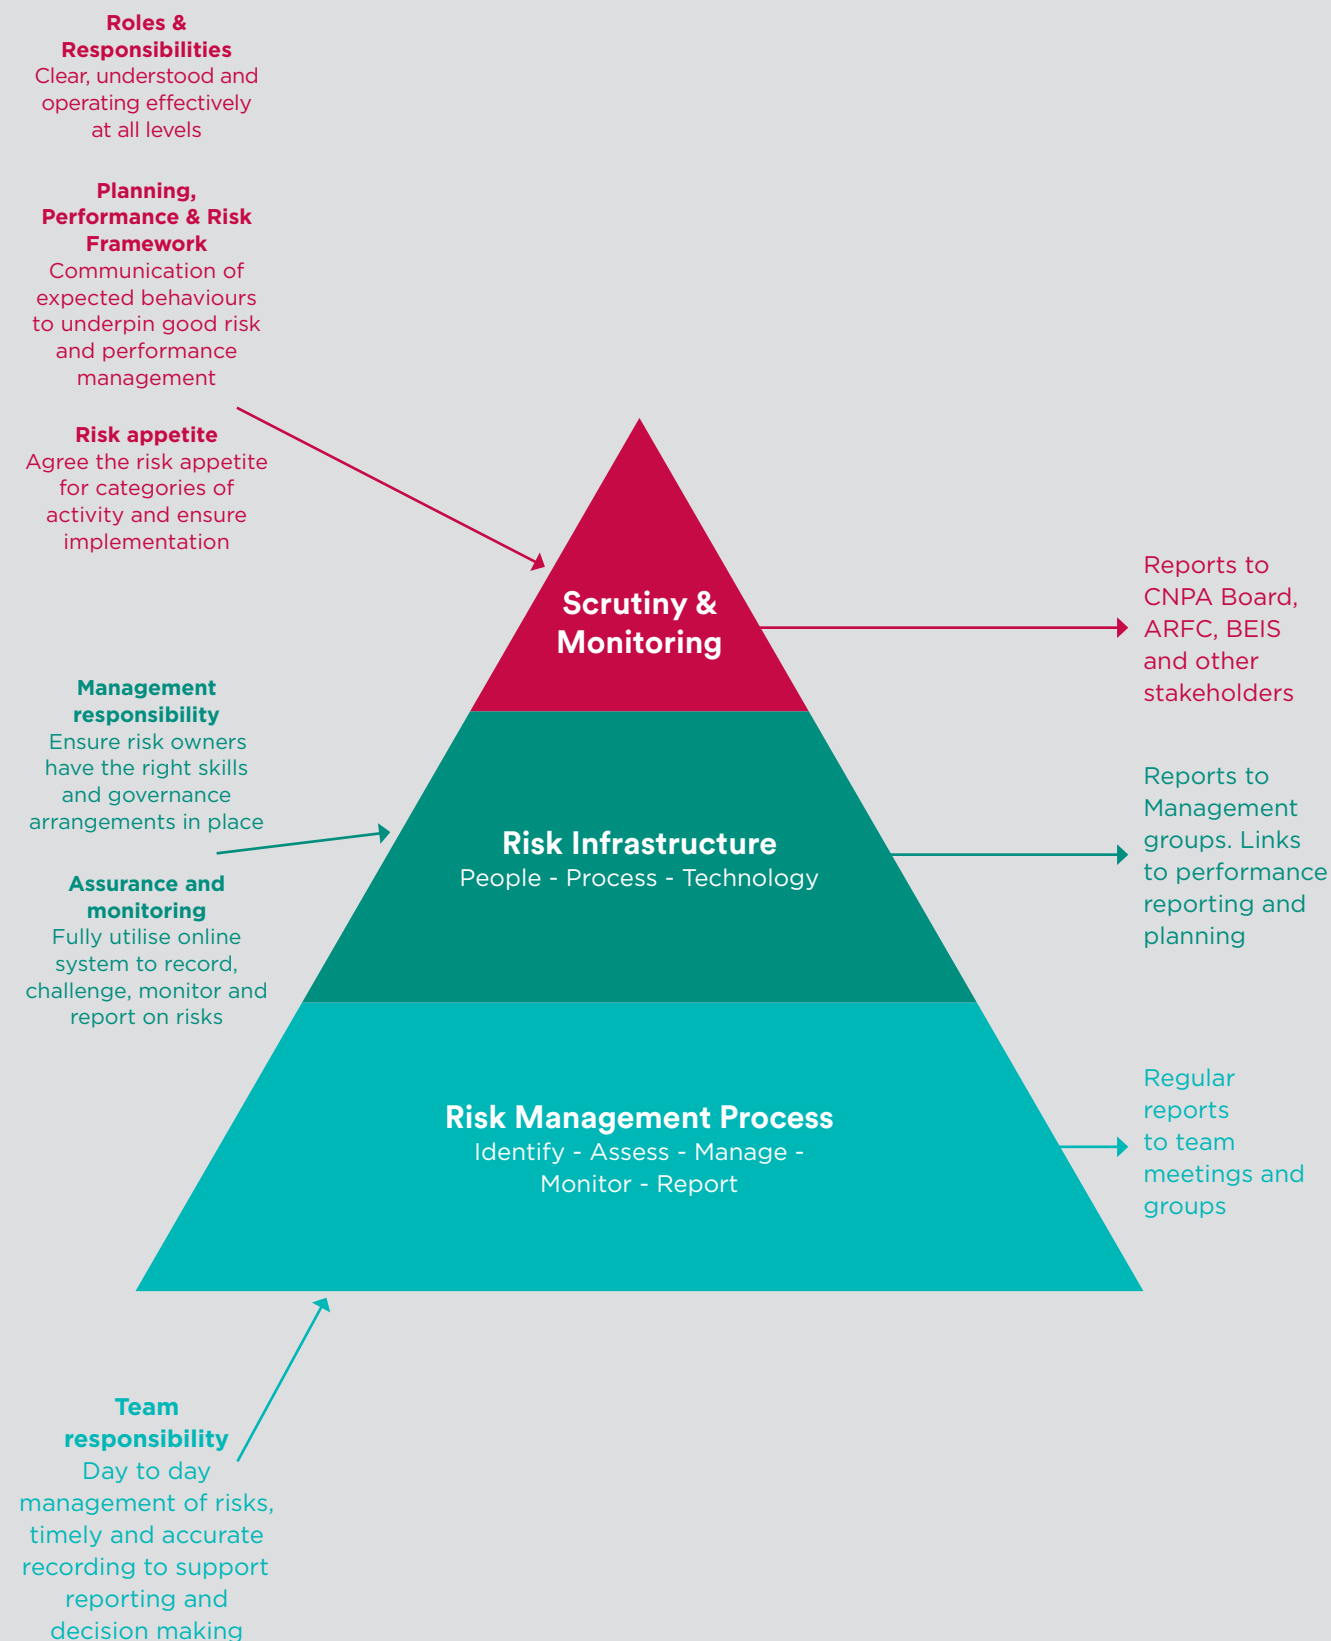 Roles &
Responsibilities
Clear, understood and
operating effectively
at all levels
Planning,
Performance & Risk
Framework
Communication of
expected behaviours
to underpin good risk
and performance
management
Risk appetite
Agree the risk appetite
for categories of
activity and ensure
implementation
Scrutiny &
Monitoring
Reports to
CNPA Board,
ARFC, BEIS
and other
stakeholders
Management
responsibility
Ensure risk owners
have the right skills
and governance
arrangements in place
Assurance and
monitoring
Fully utilise online
system to record,
challenge, monitor and
report on risks
Risk Infrastructure
People - Process - Technology
Reports to
Management
groups. Links
to performance
reporting and
planning
Risk Management Process
Identify - Assess - Manage -
Monitor - Report
Regular
reports
to team
meetings and
groups
Team
responsibility
Day to day
management of risks,
timely and accurate
recording to support
reporting and
decision making